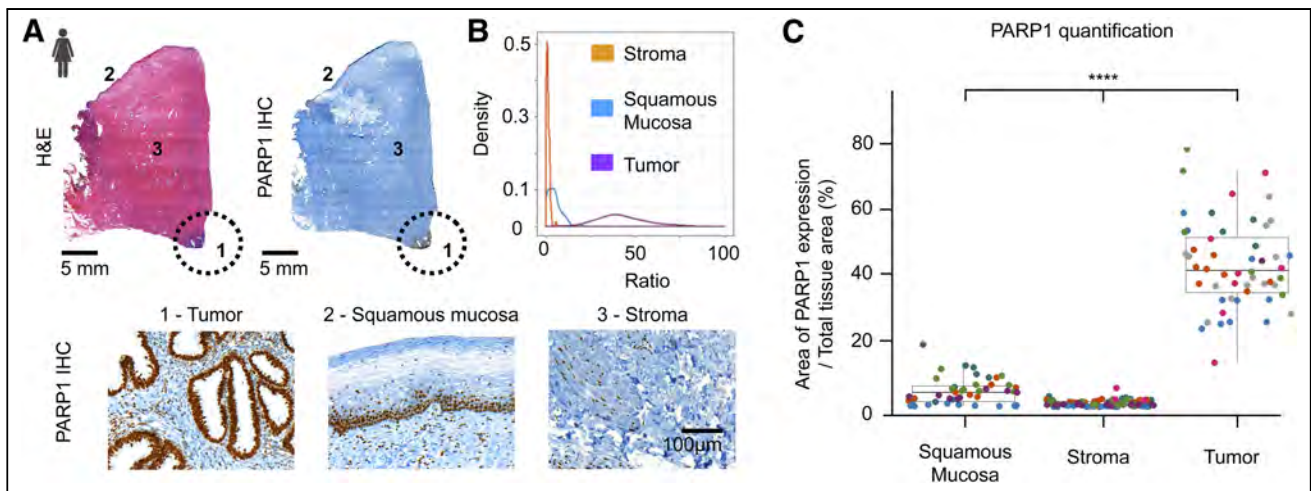 A
H&E
2
3
1
5 mm
PARP1 IHC
2
3
1
5 mm
B
Density
0.5
0.3
0.1
0
0
50
100
Ratio
Stroma
Squamous
Mucosa
Tumor
PARP1 IHC
1 - Tumor
2 - Squamous mucosa
3 - Stroma
100µm
C
PARP1 quantification
****
Area of PARP1 expression
/ Total tissue area (%)
80
60
40
20
0
Squamous
Mucosa
Stroma
Tumor